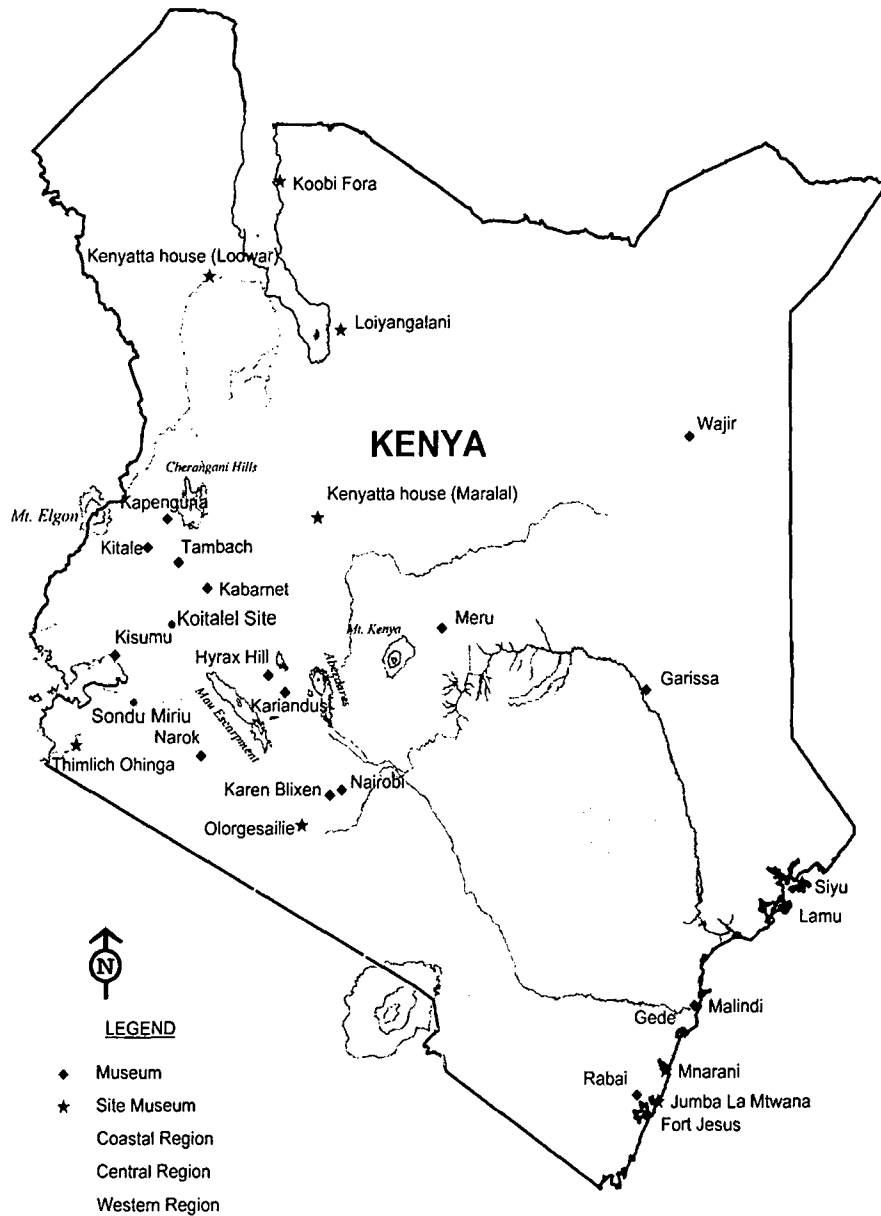 Koobi Fora
Kenyatta house (Lodwar)
Loiyangalani
KENYA
Wajir
Cherangani Hills
Kenyatta house (Maralal)
Mt. Elgon
Kapenguria
Kitale
Tambach
Kabarnet
Koitalel Site
Meru
Mt. Kenya
Kisumu
Hyrax Hill
Aberdares
Garissa
Kariandus
Mau Escarpment
Sondu Miriu
Narok
Thimlich Ohinga
Karen Blixen
Nairobi
Olorgesailie
Siyu
Lamu
N
Malindi
Gede
LEGEND
Museum
Mnarani
Rabai
Site Museum
Jumba La Mtwana
Fort Jesus
Coastal Region
Central Region
Western Region